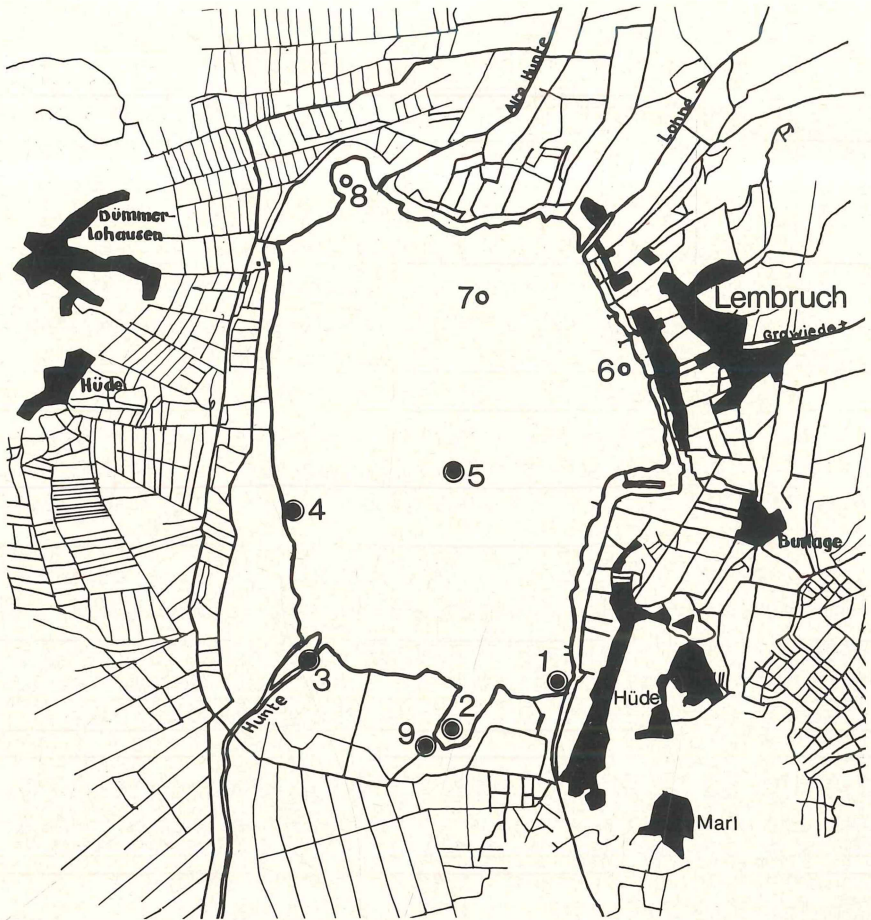 Alte Hunte
Lohne
8
Dümmer-
lohausen
7
Lembruch
Grawiede
6
Hüde
5
4
Burlage
1
3
Hüde
Hunte
2
9
Marl